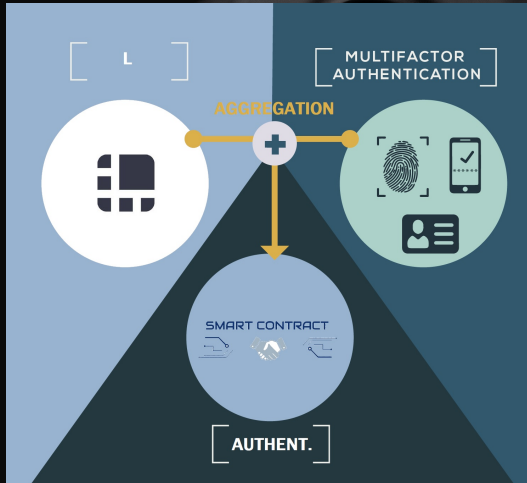 L
MULTIFACTOR
AUTHENTICATION
AGGREGATION
SMART CONTRACT
AUTHENT.